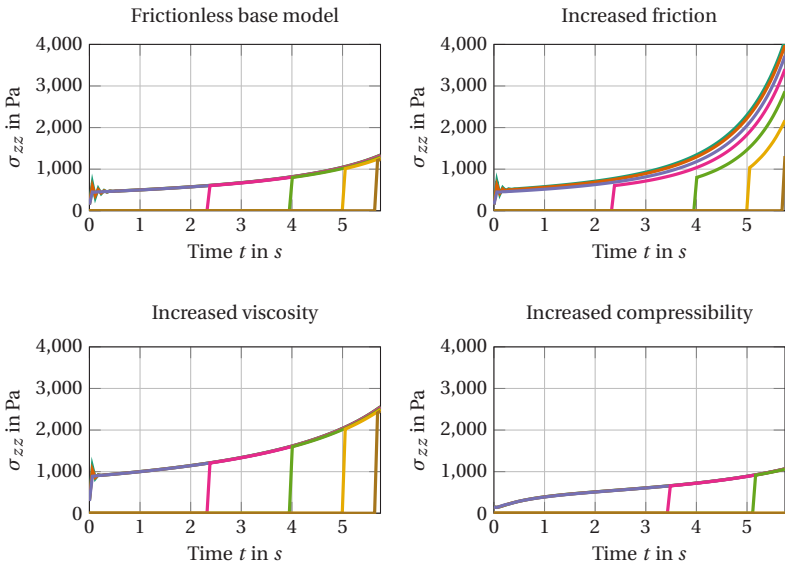 Frictionless base model
4,000
3,000
2,000
1,000
0
σzz in Pa
0 1 2 3 4 5
Time t in s
Increased friction
4,000
3,000
2,000
1,000
0
σzz in Pa
0 1 2 3 4 5
Time t in s
Increased viscosity
4,000
3,000
2,000
1,000
0
σzz in Pa
0 1 2 3 4 5
Time t in s
Increased compressibility
4,000
3,000
2,000
1,000
0
σzz in Pa
0 1 2 3 4 5
Time t in s